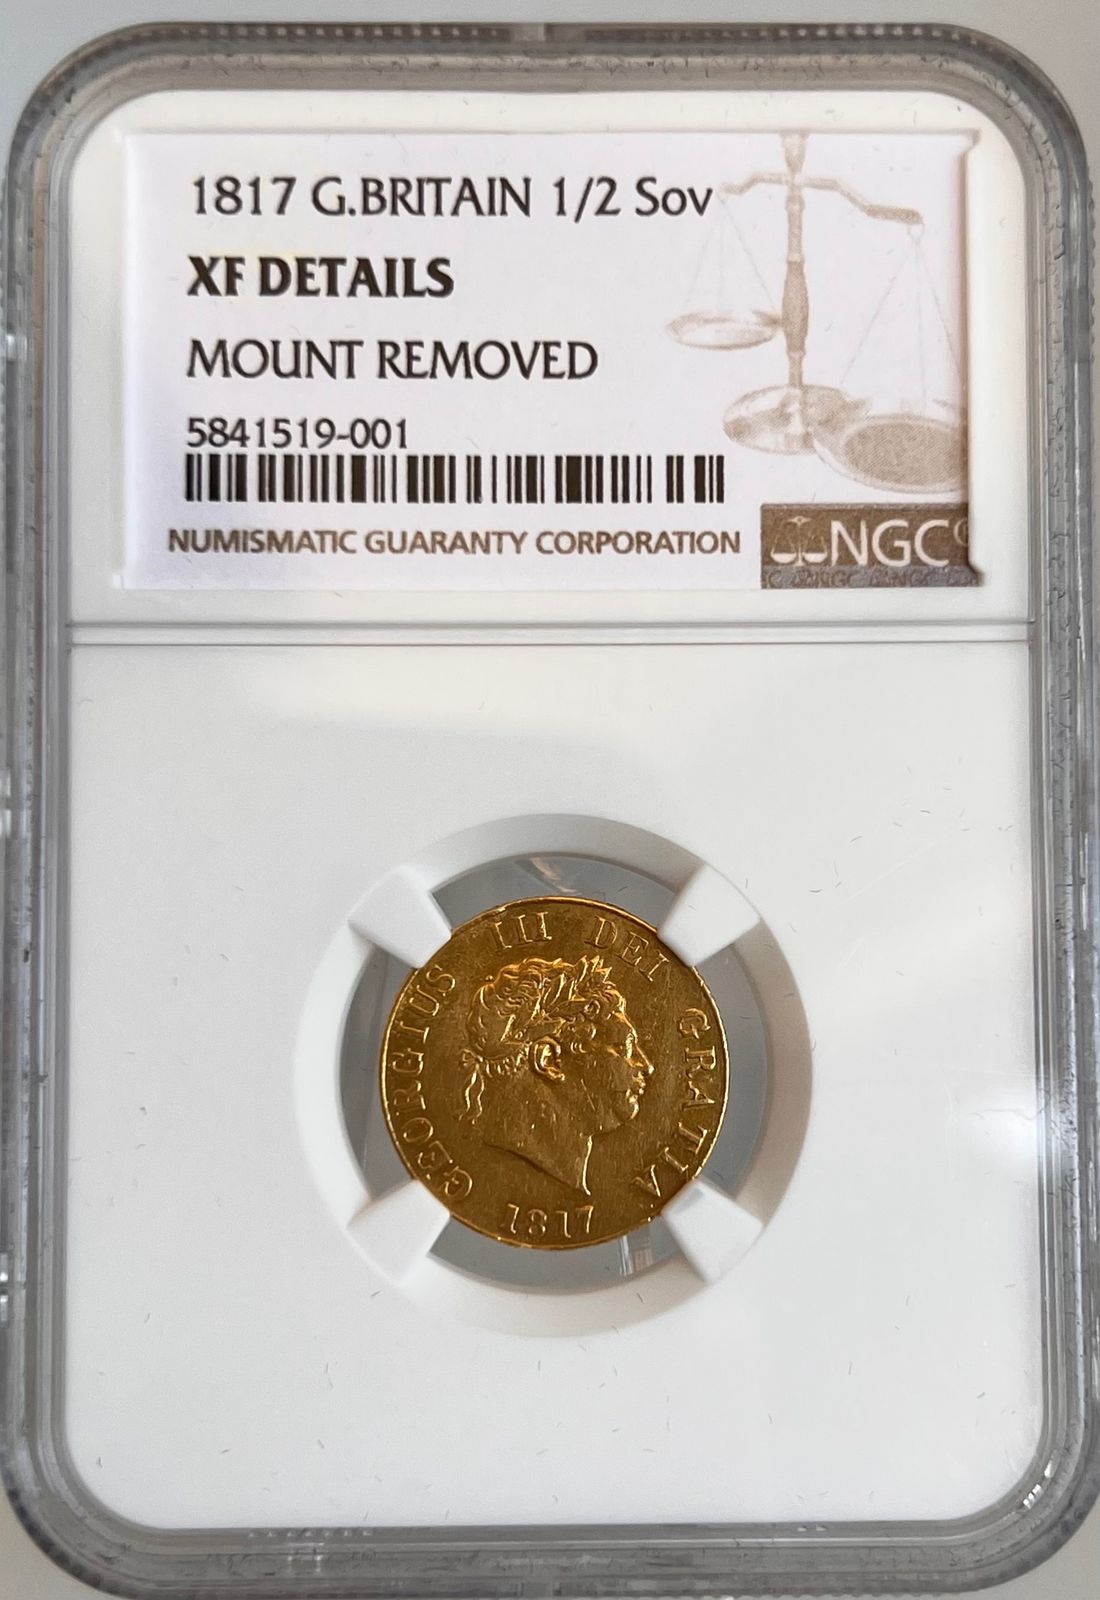 1817 G.BRITAIN 1/2 Sov
XF DETAILS
MOUNT REMOVED
5841519-001
NUMISMATIC GUARANTY CORPORATION
NGC
GEORGIUS III DEI GRATIA
1817